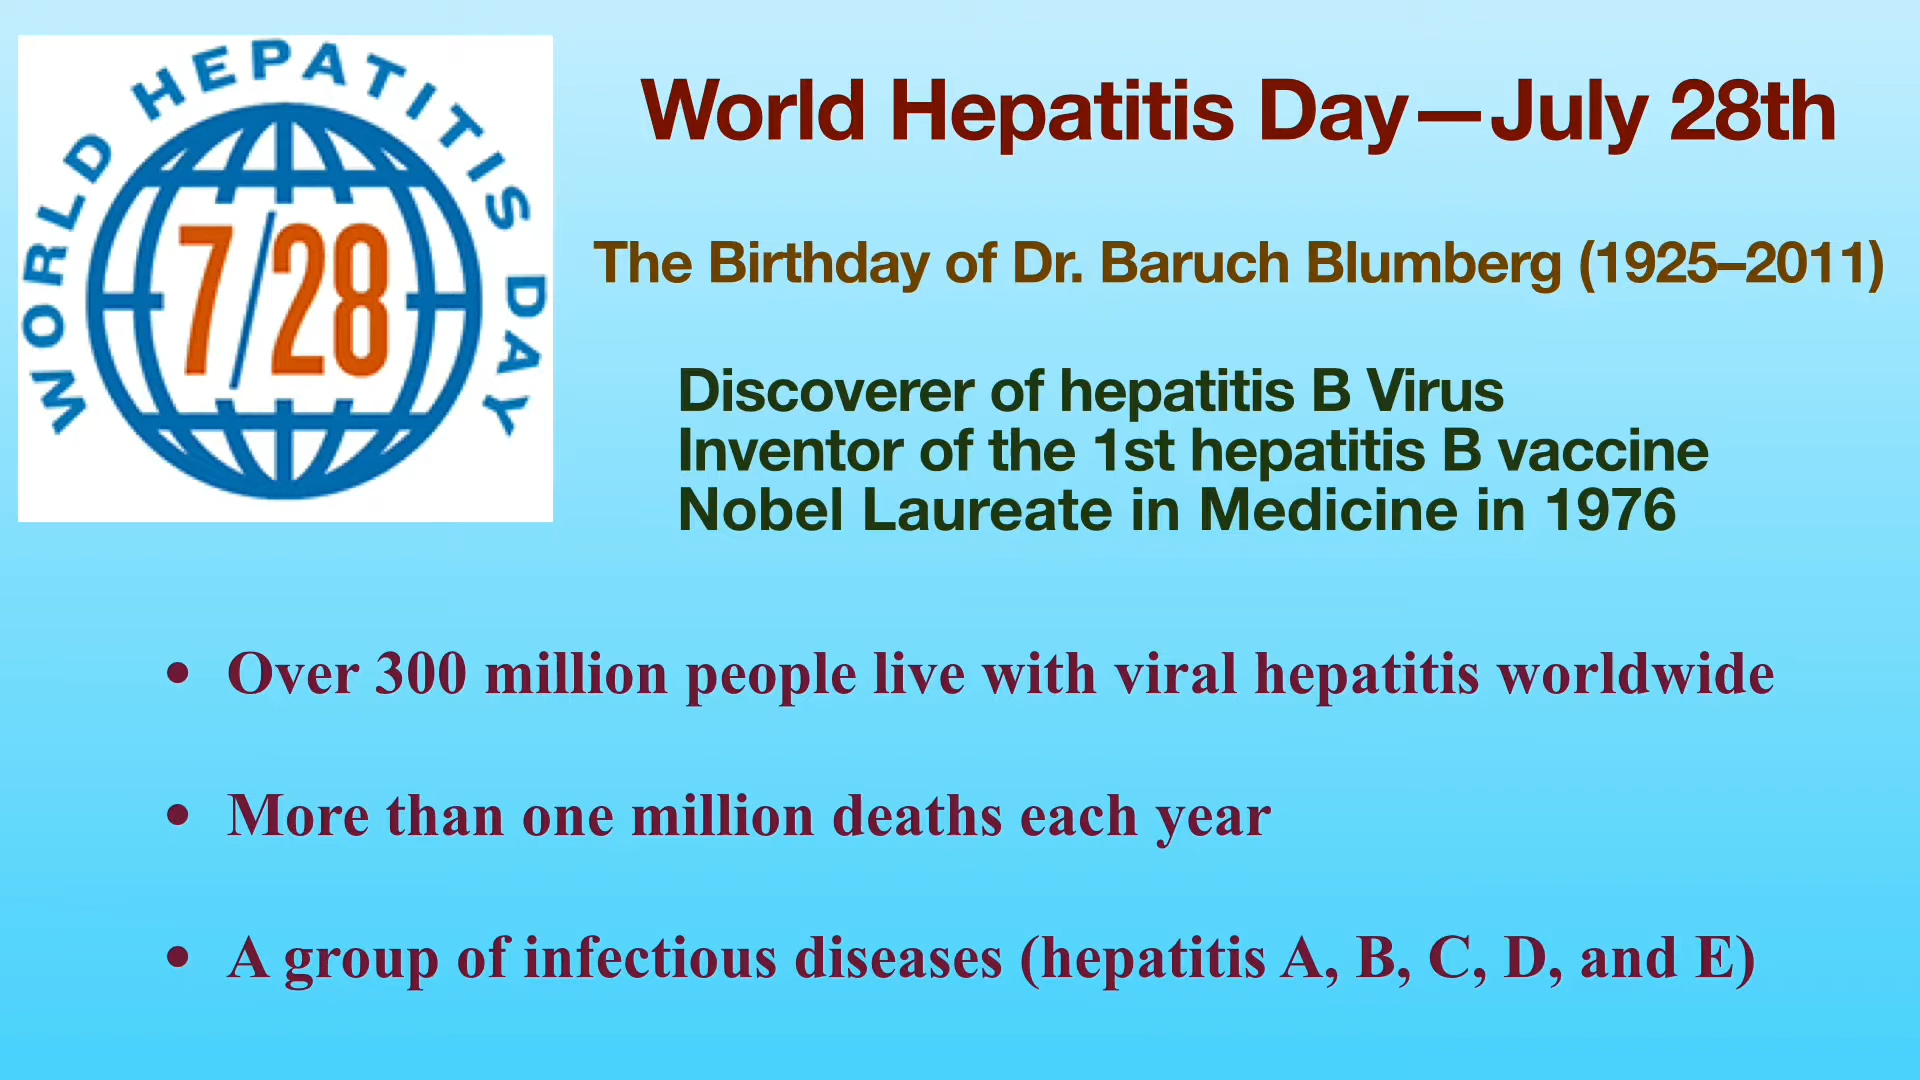 WORLD HEPATITIS DAY
7/28
World Hepatitis Day—July 28th
The Birthday of Dr. Baruch Blumberg (1925–2011)
Discoverer of hepatitis B Virus
Inventor of the 1st hepatitis B vaccine
Nobel Laureate in Medicine in 1976
• Over 300 million people live with viral hepatitis worldwide
• More than one million deaths each year
• A group of infectious diseases (hepatitis A, B, C, D, and E)